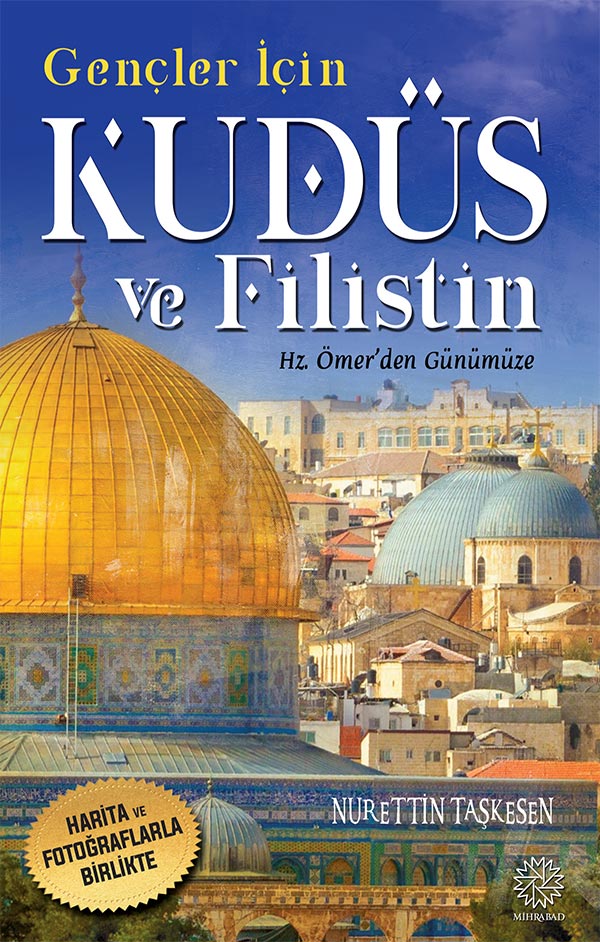 Gençler İçin
KUDÜS
ve Filistin
Hz. Ömer'den Günümüze
HARİTA VE
FOTOĞRAFLARLA
BİRLİKTE
NURETTİN TAŞKESEN
MİHRABAD